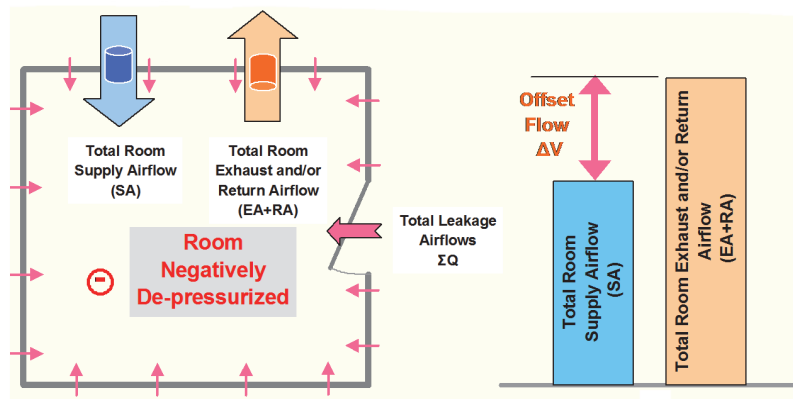 Total Room
Supply Airflow
(SA)
Total Room
Exhaust and/or
Return Airflow
(EA+RA)
Total Leakage
Airflows
ΣQ
Room
Negatively
De-pressurized
-
Offset
Flow
ΔV
Total Room
Supply Airflow
(SA)
Total Room Exhaust and/or Return
Airflow
(EA+RA)